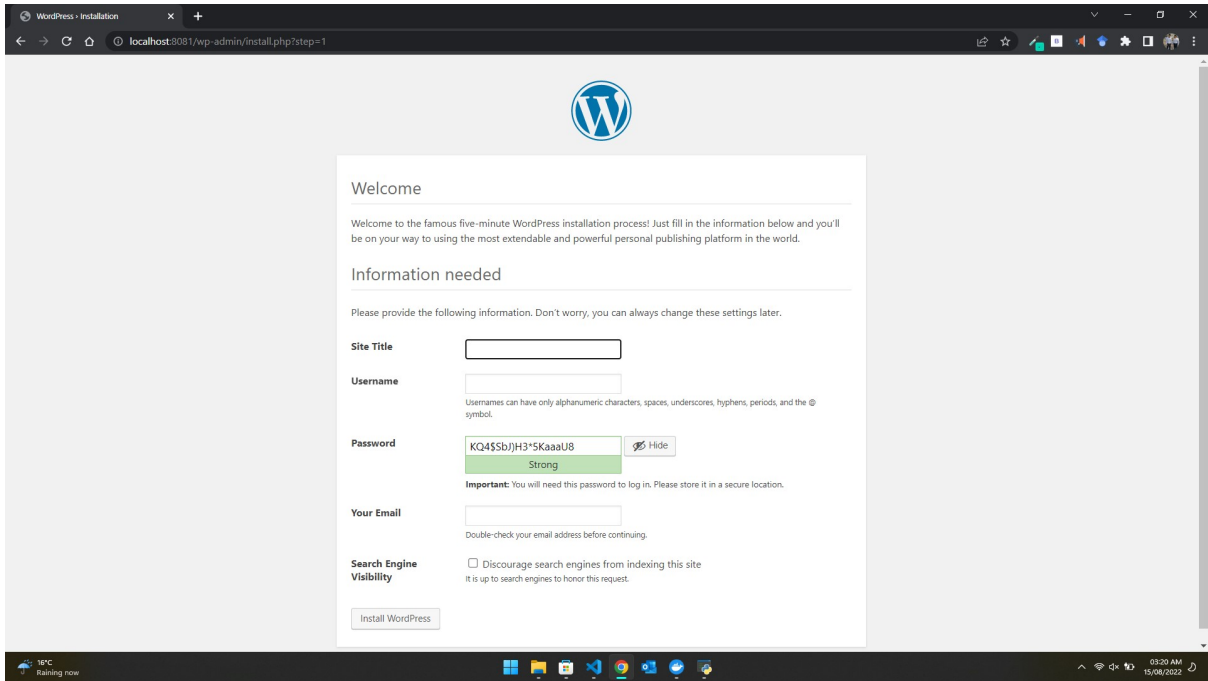 WordPress › Installation
localhost:8081/wp-admin/install.php?step=1
Welcome
Welcome to the famous five-minute WordPress installation process! Just fill in the information below and you'll
be on your way to using the most extendable and powerful personal publishing platform in the world.
Information needed
Please provide the following information. Don't worry, you can always change these settings later.
Site Title
Username
Usernames can have only alphanumeric characters, spaces, underscores, hyphens, periods, and the @
symbol.
Password
KQ4$SbJ)H3*5KaaaU8
Hide
Strong
Important: You will need this password to log in. Please store it in a secure location.
Your Email
Double-check your email address before continuing.
Search Engine
Visibility
Discourage search engines from indexing this site
It is up to search engines to honor this request.
Install WordPress
16°C
Raining now
03:20 AM
15/08/2022